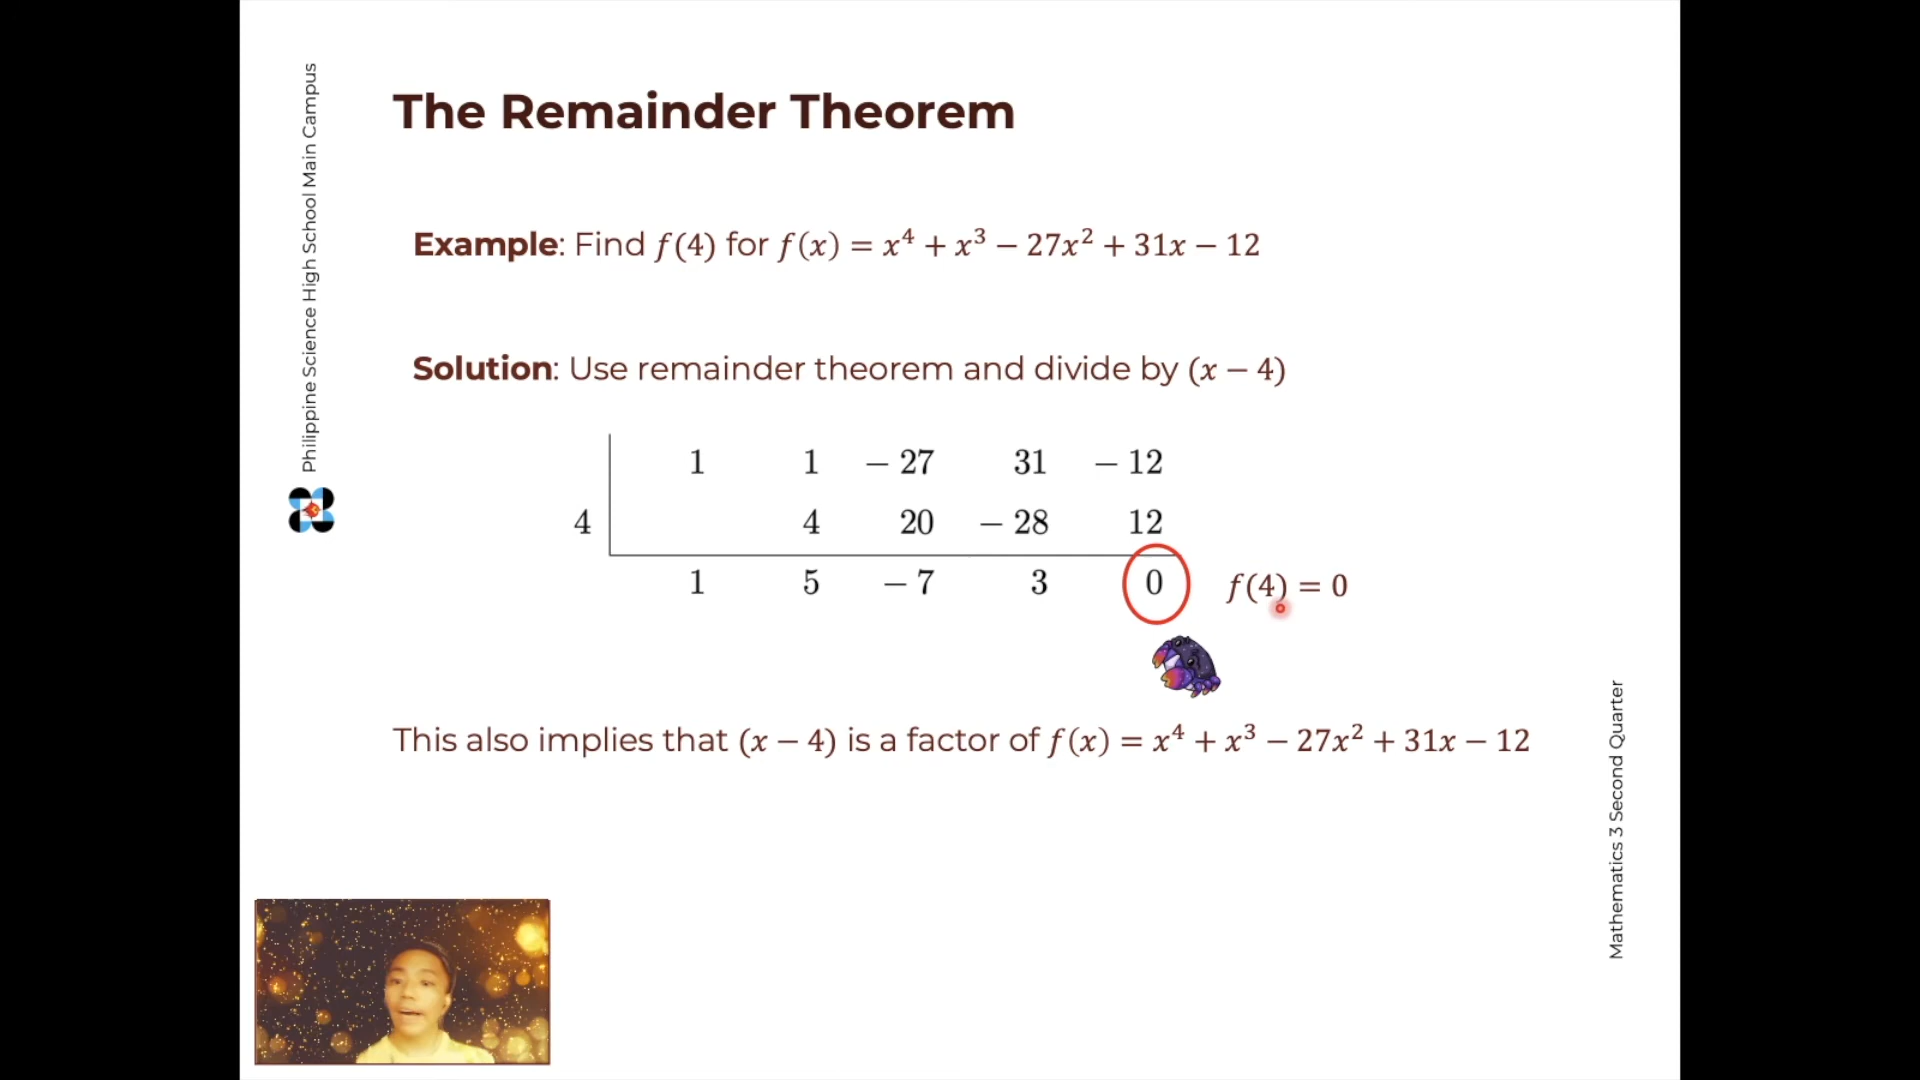 Philippine Science High School Main Campus
The Remainder Theorem
Example: Find f(4) for f(x) = x⁴ + x³ − 27x² + 31x − 12
Solution: Use remainder theorem and divide by (x − 4)
1 1 − 27 31 − 12
4 4 20 − 28 12
1 5 − 7 3 0 f(4) = 0
This also implies that (x − 4) is a factor of f(x) = x⁴ + x³ − 27x² + 31x − 12
Mathematics 3 Second Quarter